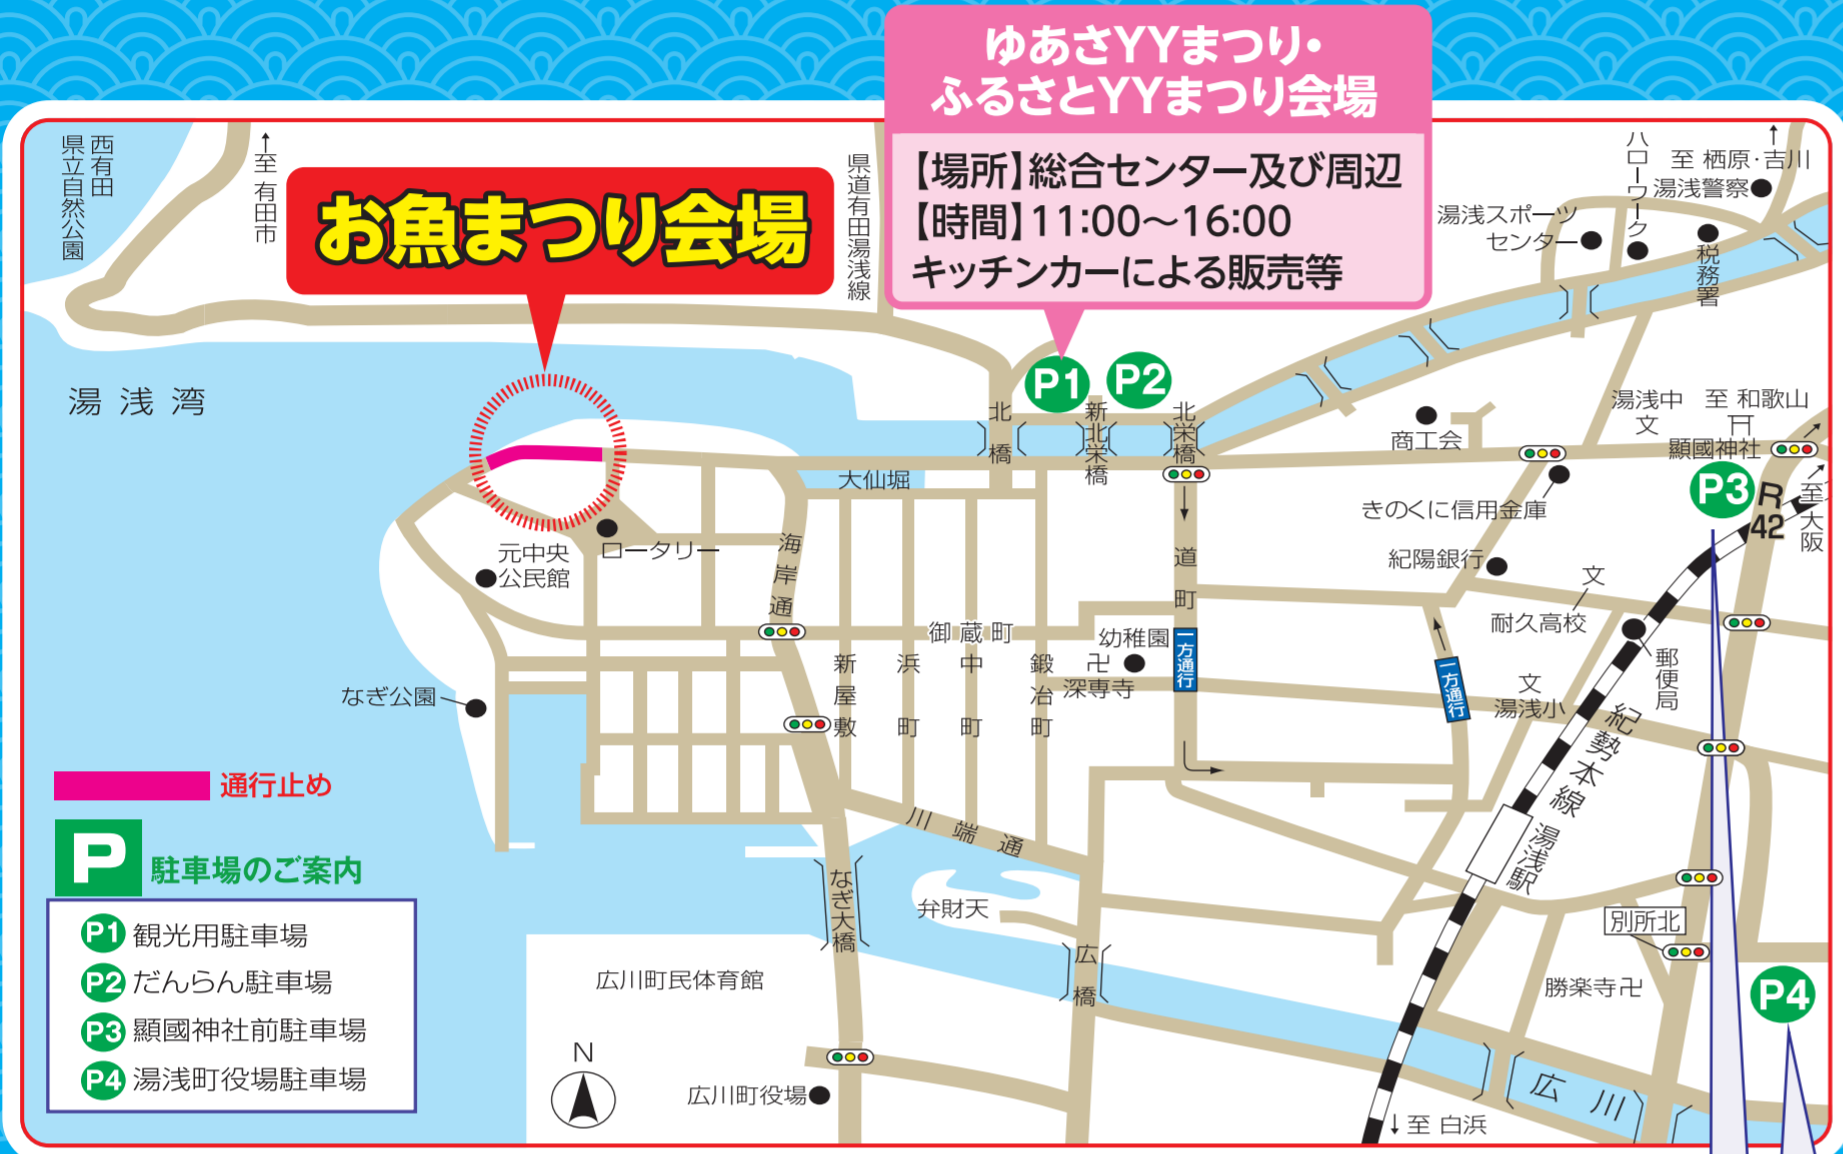 ゆあさYYまつり・
ふるさとYYまつり会場
【場所】総合センター及び周辺
【時間】11:00〜16:00
キッチンカーによる販売等
お魚まつり会場
西有田
県立自然公園
↑至 有田市
県道有田湯浅線
ハローワーク
↑
至 栖原・吉川
湯浅警察
湯浅スポーツ
センター
税務署
湯浅湾
P1
P2
北橋
新北栄橋
北栄橋
大仙堀
商工会
湯浅中
文
至 和歌山
顯國神社
P3
R
42
至大阪
きのくに信用金庫
紀陽銀行
文
耐久高校
郵便局
元中央
公民館
ロータリー
海岸通
道町
御蔵町
幼稚園
卍
深専寺
一方通行
一方通行
新屋敷
浜町
中町
鍛冶町
文
湯浅小
なぎ公園
紀勢本線
湯浅駅
川端通
なぎ大橋
弁財天
広橋
別所北
勝楽寺卍
P4
広川町民体育館
広川町役場
広川
↓至 白浜
N
通行止め
P 駐車場のご案内
P1 観光用駐車場
P2 だんらん駐車場
P3 顯國神社前駐車場
P4 湯浅町役場駐車場